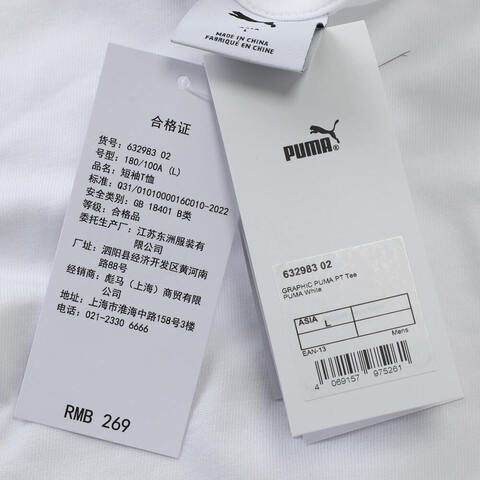 PUMA
L
MADE IN CHINA
FABRIQUÉ EN CHINE
合格证
货号: 632983 02
号型: 180/100A (L)
品名: 短袖T恤
标准: Q31/0101000016C010-2022
安全类别: GB 18401 B类
等级: 合格品
委托生产厂: 江苏东洲服装有
限公司
厂址: 泗阳县经济开发区黄河南
路88号
经销商: 彪马(上海)商贸有限
公司
地址: 上海市淮海中路158号3楼
电话: 021-2330 6666
RMB 269
PUMA®
632983 02
GRAPHIC PUMA PT Tee
PUMA White
ASIA L
EAN-13 Mens
4 069157 975261